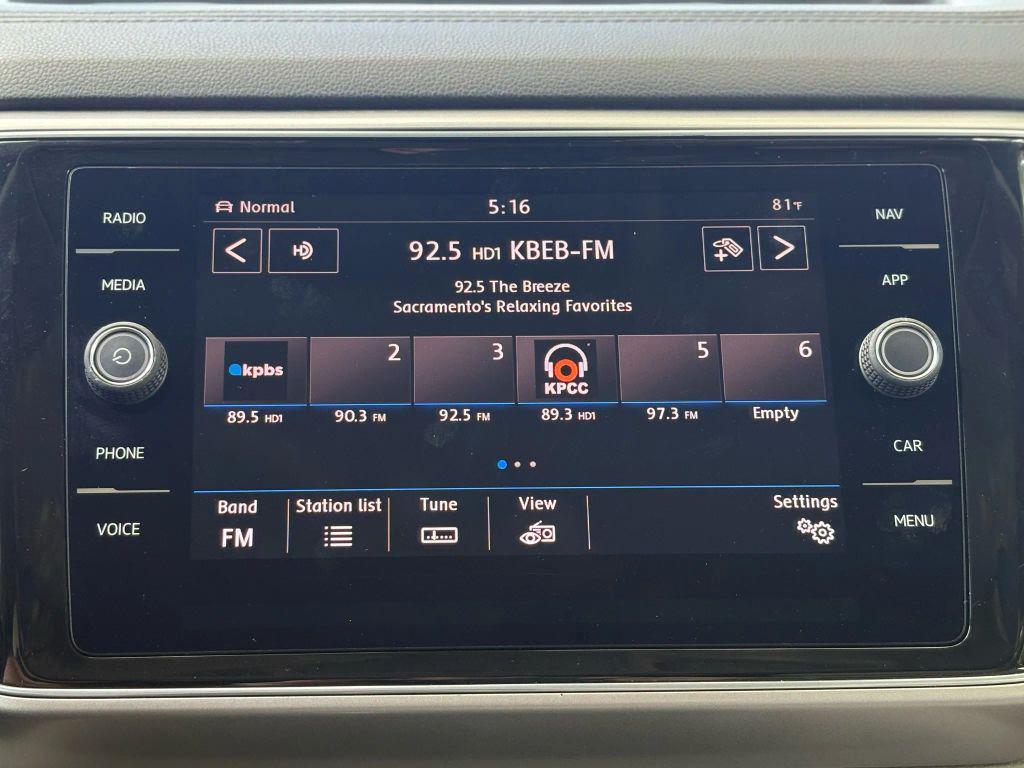 RADIO
MEDIA
PHONE
VOICE
Normal
5:16
81°F
HD
92.5 HD1 KBEB-FM
92.5 The Breeze
Sacramento's Relaxing Favorites
kpbs
2
3
KPCC
5
6
89.5 HD1
90.3 FM
92.5 FM
89.3 HD1
97.3 FM
Empty
Band
FM
Station list
Tune
View
Settings
NAV
APP
CAR
MENU